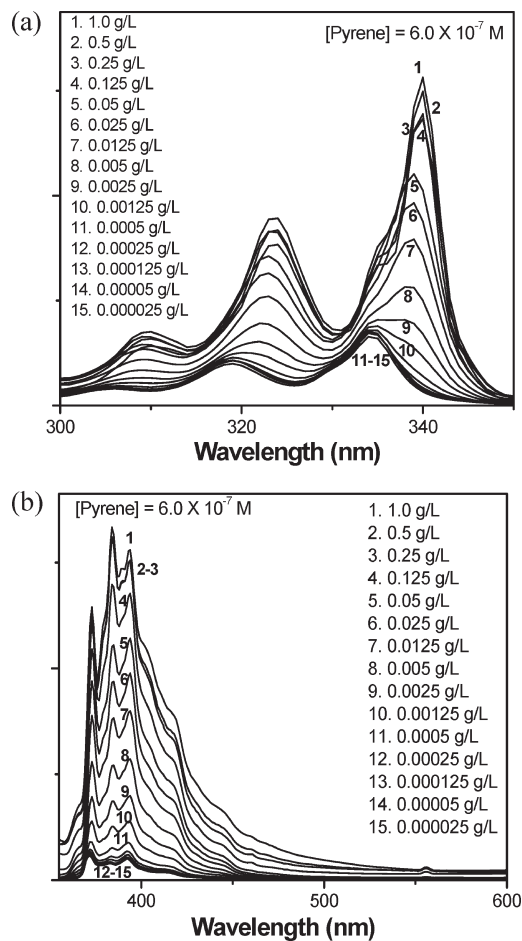 (a)
1. 1.0 g/L
2. 0.5 g/L
3. 0.25 g/L
4. 0.125 g/L
5. 0.05 g/L
6. 0.025 g/L
7. 0.0125 g/L
8. 0.005 g/L
9. 0.0025 g/L
10. 0.00125 g/L
11. 0.0005 g/L
12. 0.00025 g/L
13. 0.000125 g/L
14. 0.00005 g/L
15. 0.000025 g/L
[Pyrene] = 6.0 X 10⁻⁷ M
1
2
3
4
5
6
7
8
9
10
11-15
300
320
340
Wavelength (nm)
(b)
[Pyrene] = 6.0 X 10⁻⁷ M
1
2-3
4
5
6
7
8
9
10
11
12-15
1. 1.0 g/L
2. 0.5 g/L
3. 0.25 g/L
4. 0.125 g/L
5. 0.05 g/L
6. 0.025 g/L
7. 0.0125 g/L
8. 0.005 g/L
9. 0.0025 g/L
10. 0.00125 g/L
11. 0.0005 g/L
12. 0.00025 g/L
13. 0.000125 g/L
14. 0.00005 g/L
15. 0.000025 g/L
400
500
600
Wavelength (nm)